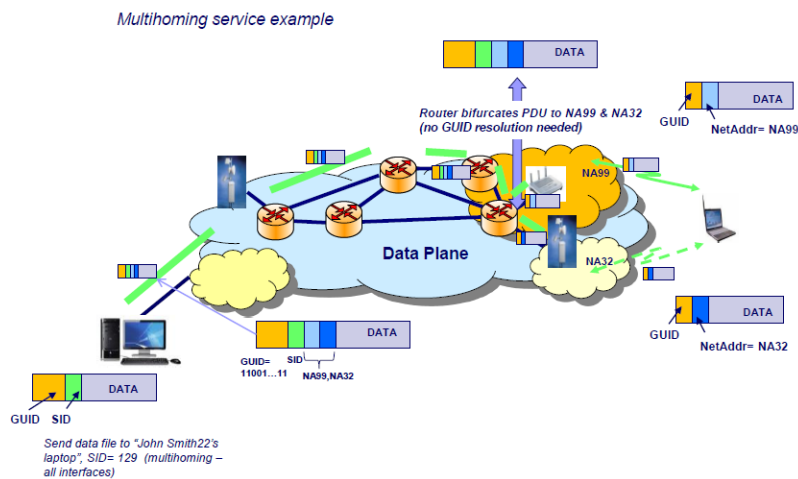 Multihoming service example
DATA
Router bifurcates PDU to NA99 & NA32
(no GUID resolution needed)
DATA
GUID
NetAddr= NA99
NA99
Data Plane
NA32
DATA
GUID
NetAddr= NA32
DATA
GUID=
11001…11
SID
NA99,NA32
DATA
GUID SID
Send data file to “John Smith22’s
laptop”, SID= 129 (multihoming –
all interfaces)